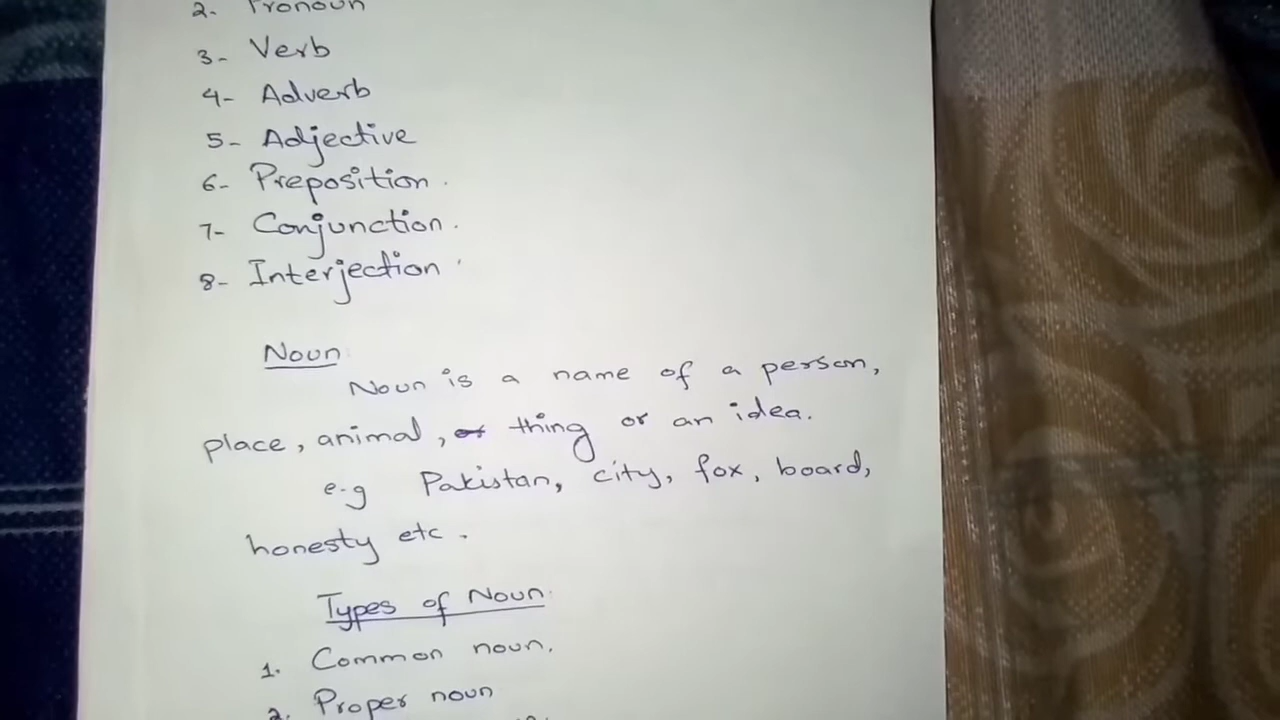 2. Pronoun
3- Verb
4- Adverb
5- Adjective
6- Preposition.
7- Conjunction.
8- Interjection
Noun
Noun is a name of a person,
place, animal, or thing or an idea.
e.g Pakistan, city, fox, board,
honesty etc.
Types of Noun
1. Common noun.
2. Proper noun